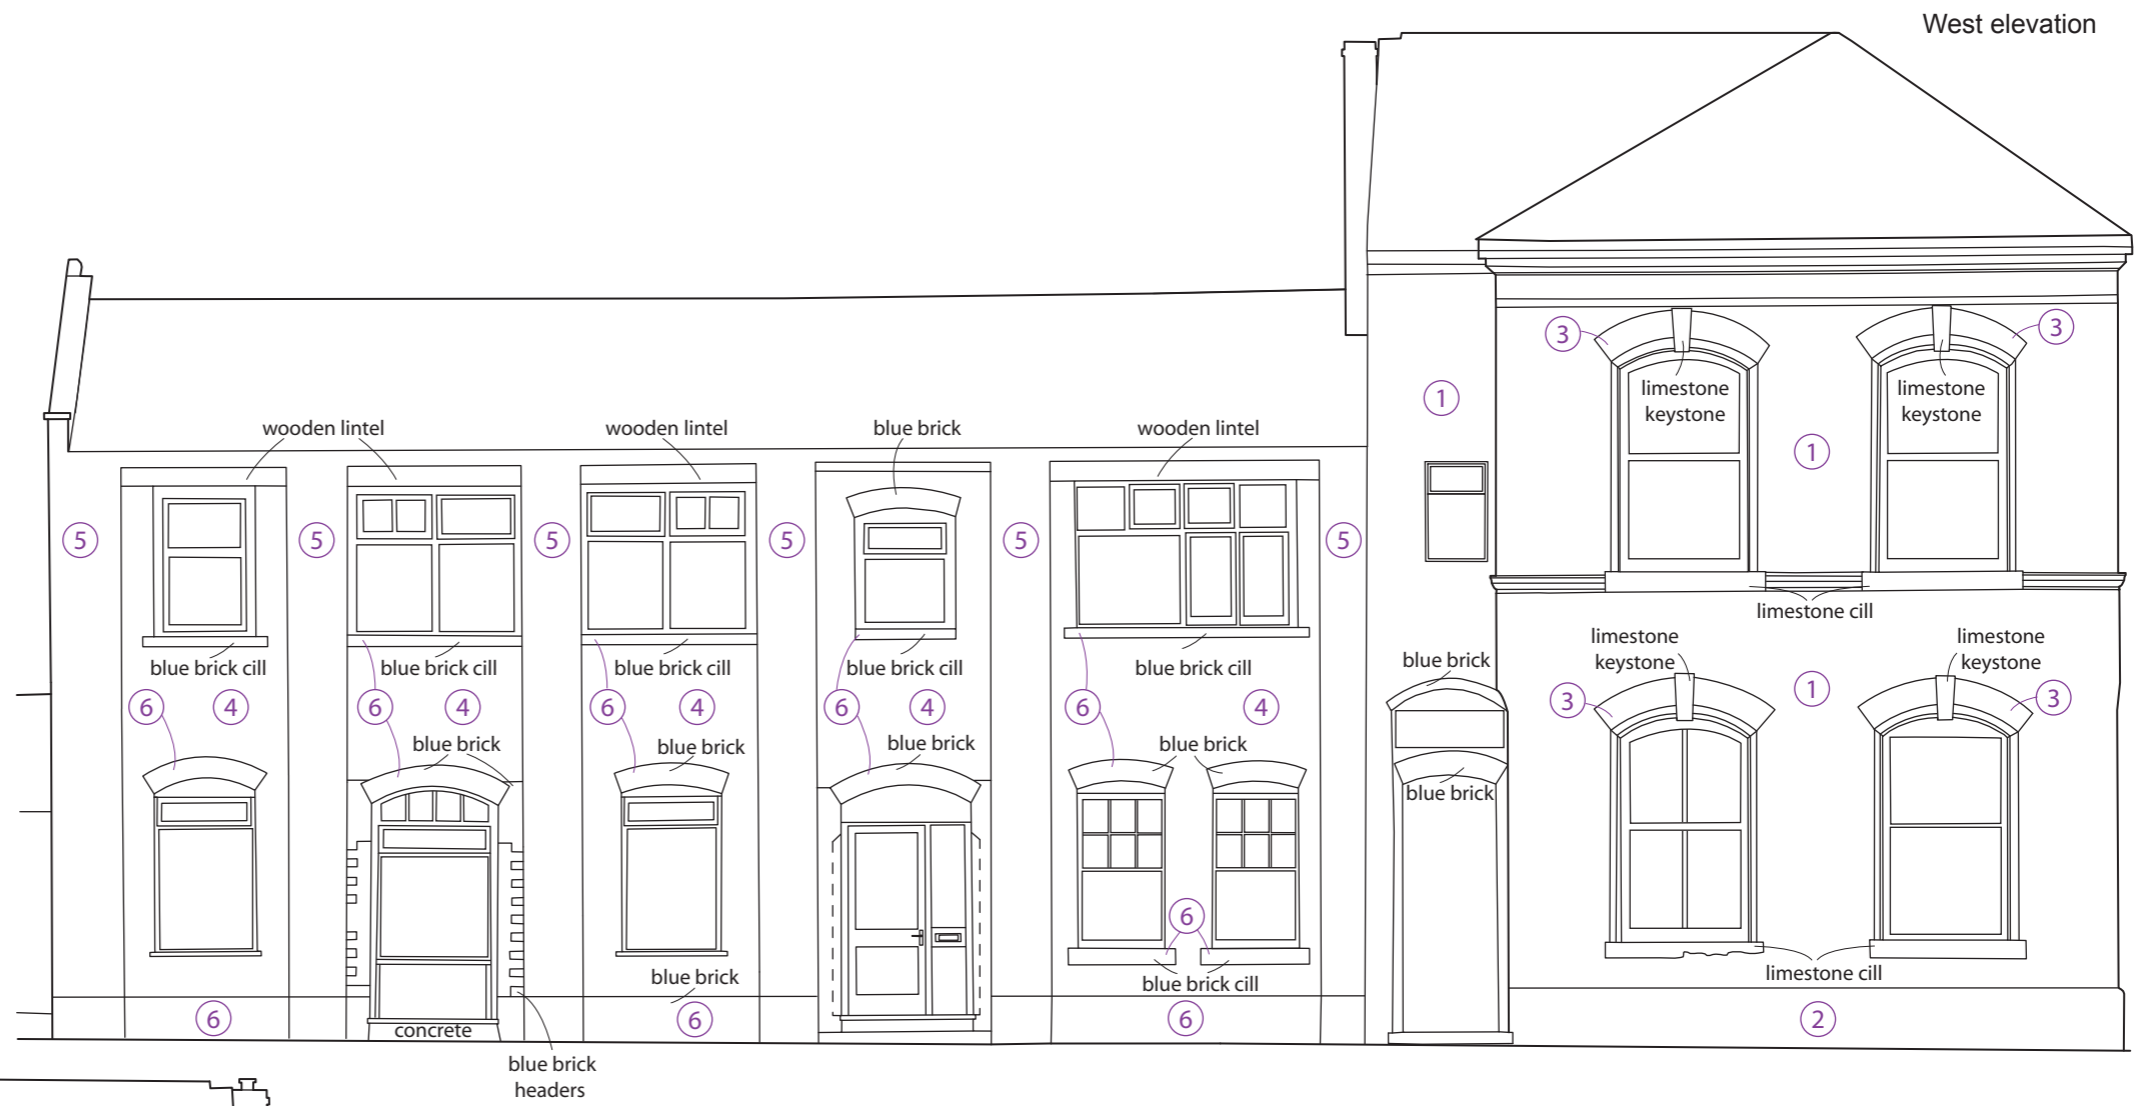 West elevation
3
3
limestone
keystone
limestone
keystone
1
1
wooden lintel
wooden lintel
blue brick
wooden lintel
5
5
5
5
5
5
limestone cill
limestone
keystone
limestone
keystone
blue brick cill
blue brick cill
blue brick cill
blue brick cill
blue brick cill
blue brick
1
3
3
6
4
6
4
6
4
6
4
6
4
blue brick
blue brick
blue brick
blue brick
blue brick
6
blue brick
blue brick cill
limestone cill
6
6
6
2
concrete
blue brick
headers